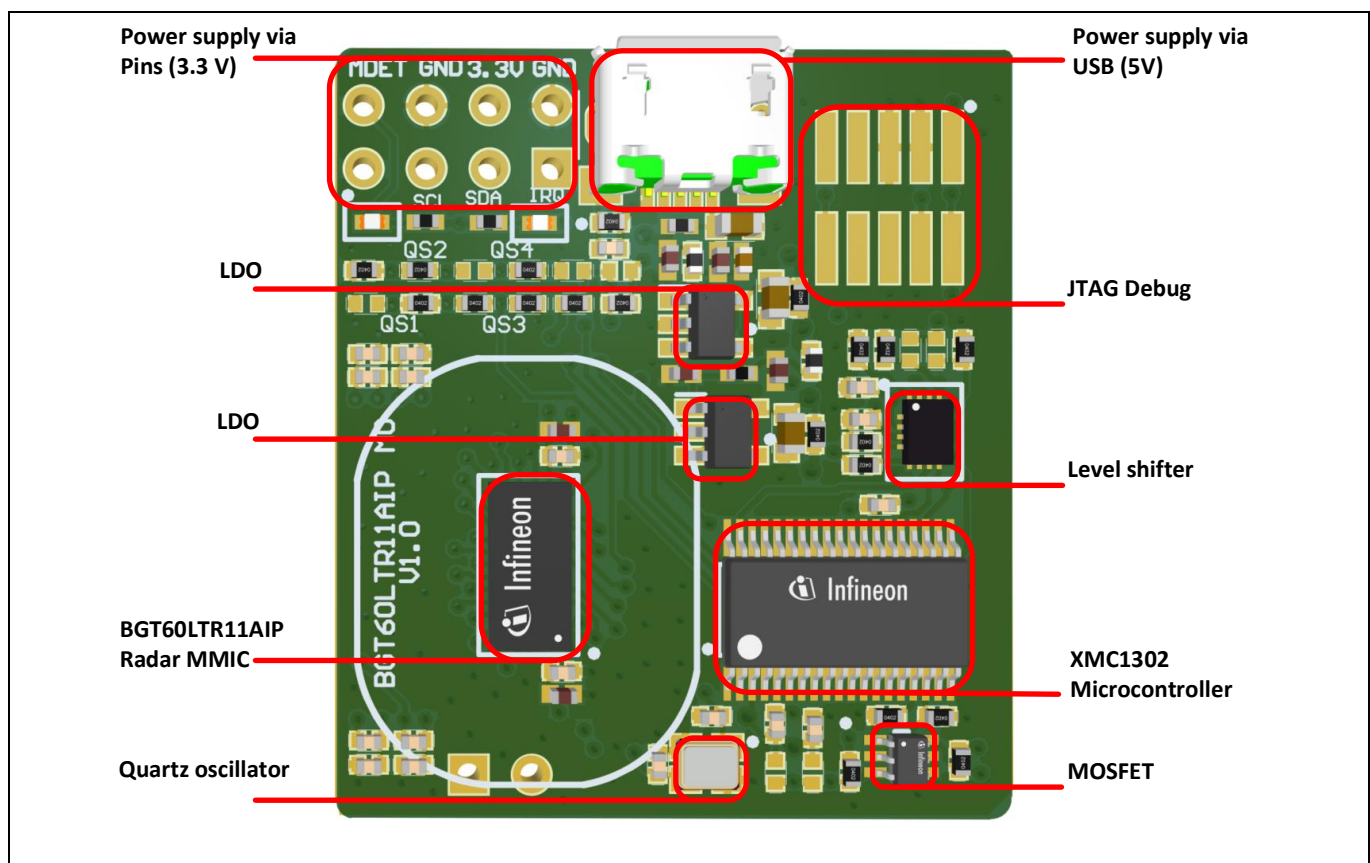 Power supply via
Pins (3.3 V)
Power supply via
USB (5V)
MDET GND 3.3V GND
SCL SDA IRQ
QS2 QS4
LDO
JTAG Debug
QS1 QS3
LDO
Level shifter
BGT60LTR11AIP MD
V1.0
Infineon
Infineon
BGT60LTR11AIP
Radar MMIC
XMC1302
Microcontroller
Quartz oscillator
Infineon
MOSFET